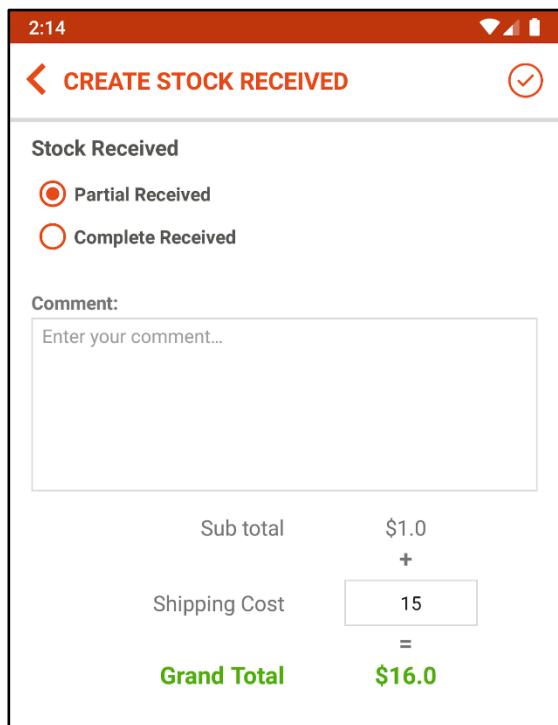 2:14
CREATE STOCK RECEIVED
Stock Received
Partial Received
Complete Received
Comment:
Enter your comment...
Sub total $1.0
+
Shipping Cost 15
=
Grand Total $16.0